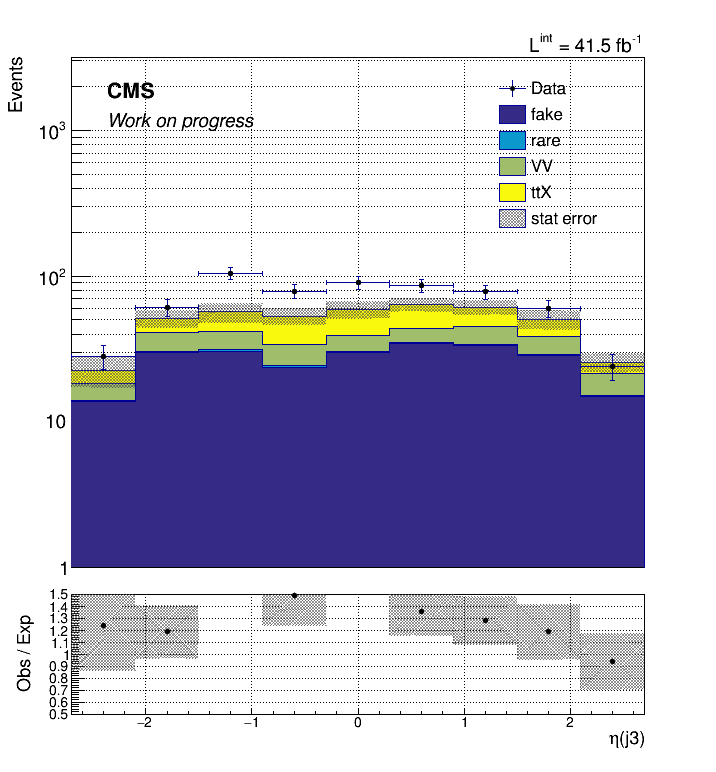 L^int = 41.5 fb^-1
Events
CMS
Work on progress
Data
fake
rare
VV
ttX
stat error
10^3
10^2
10
1
Obs / Exp
1.5
1.4
1.3
1.2
1.1
1
0.9
0.8
0.7
0.6
0.5
−2 −1 0 1 2
η(j3)